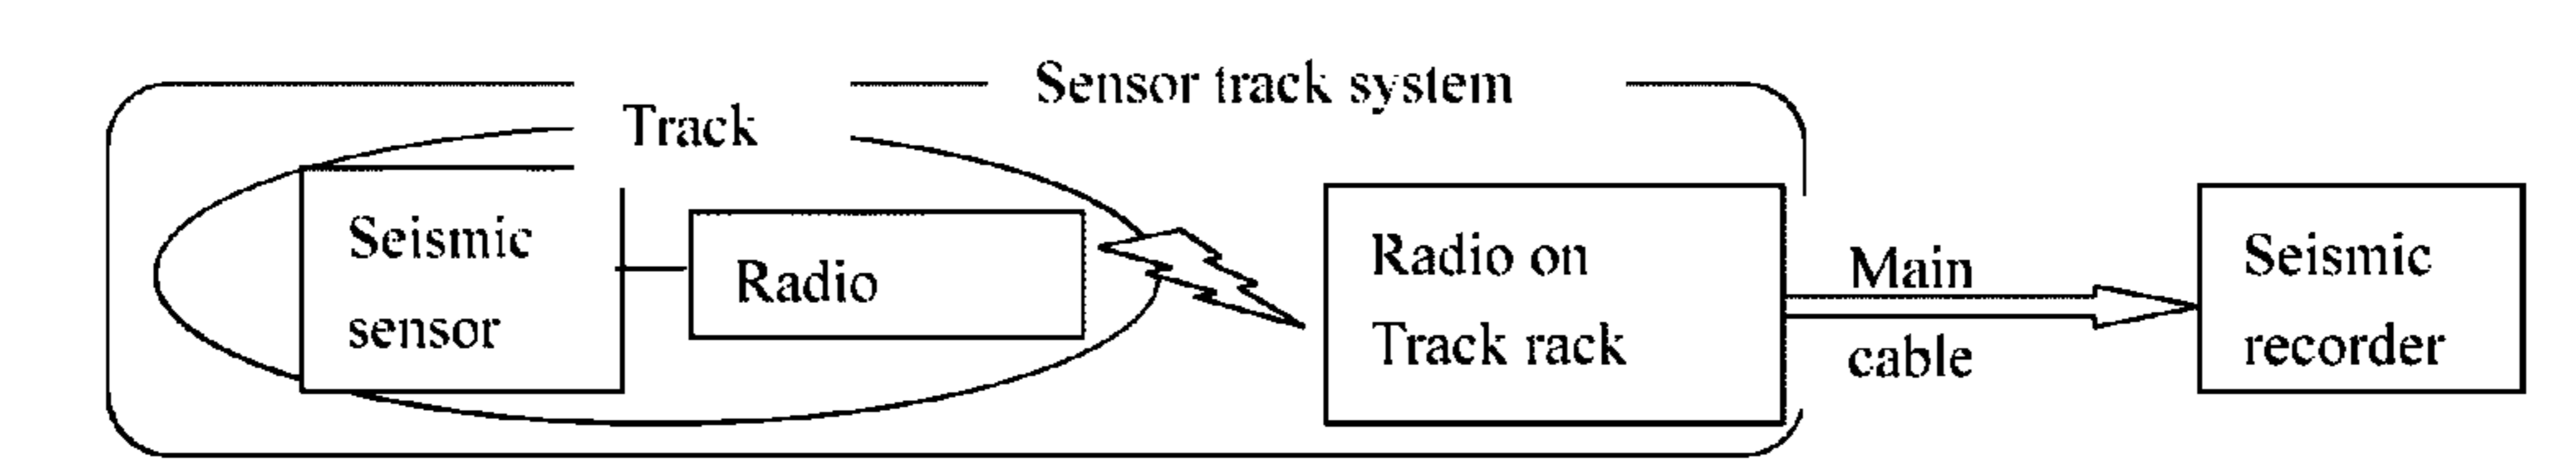 Sensor track system
Track
Seismic
sensor
Radio
Radio on
Track rack
Main
cable
Seismic
recorder